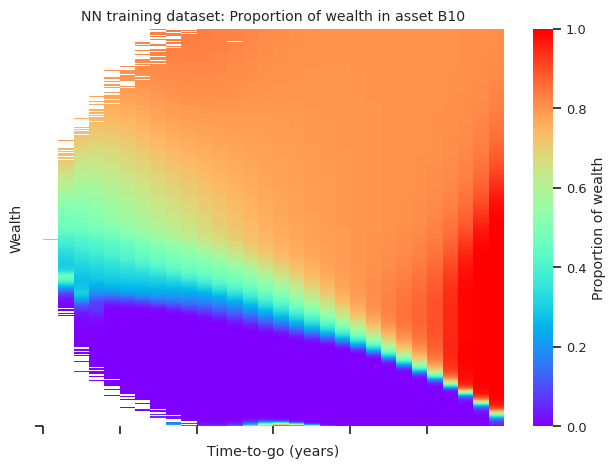 NN training dataset: Proportion of wealth in asset B10
Wealth
Time-to-go (years)
1.0
0.8
0.6
0.4
0.2
0.0
Proportion of wealth